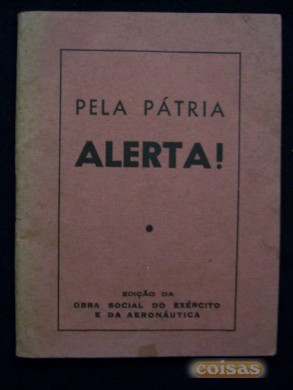 PELA PÁTRIA
ALERTA!
EDIÇÃO DA
OBRA SOCIAL DO EXÉRCITO
E DA AERONÁUTICA
coisas